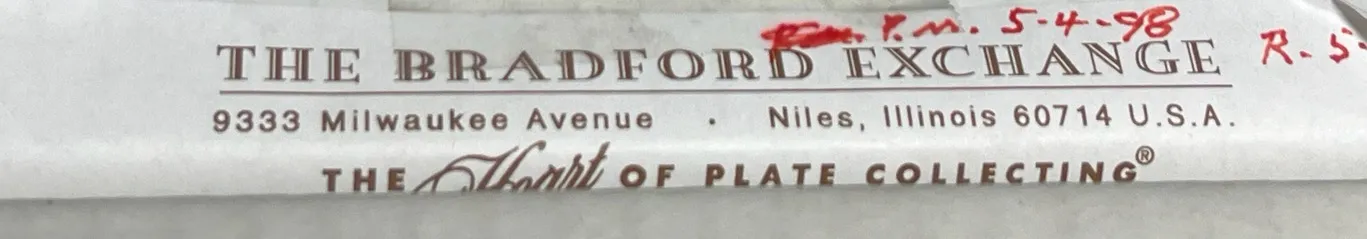 P.M. 5-4-98
THE BRADFORD EXCHANGE R-5
9333 Milwaukee Avenue · Niles, Illinois 60714 U.S.A.
THE Heart OF PLATE COLLECTING®